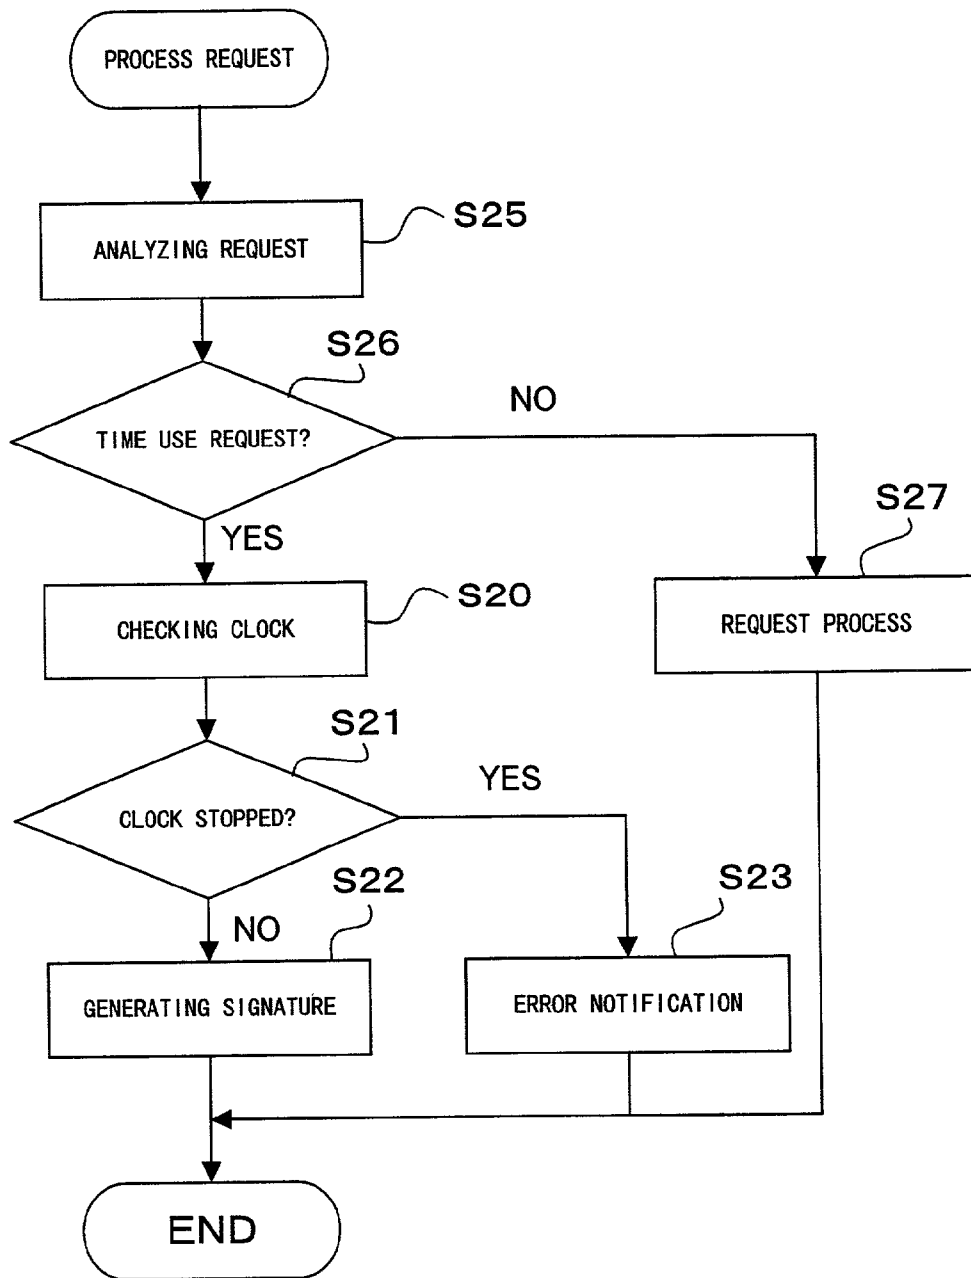 PROCESS REQUEST
S25
ANALYZING REQUEST
S26
TIME USE REQUEST?
NO
YES
S27
S20
CHECKING CLOCK
REQUEST PROCESS
S21
CLOCK STOPPED?
YES
S22
S23
NO
GENERATING SIGNATURE
ERROR NOTIFICATION
END